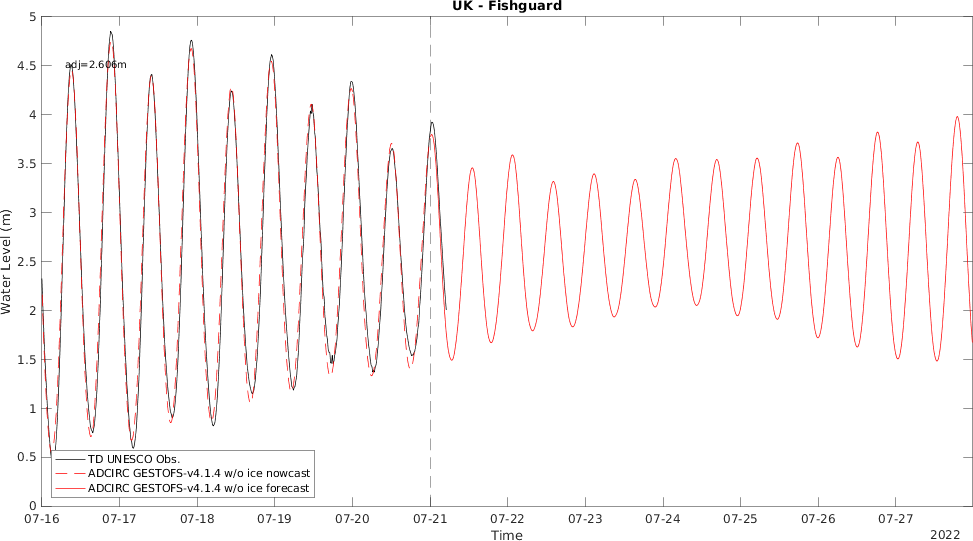 UK - Fishguard
5
4.5
4
3.5
3
2.5
2
1.5
1
0.5
0
Water Level (m)
adj=2.606m
TD UNESCO Obs.
ADCIRC GESTOFS-v4.1.4 w/o ice nowcast
ADCIRC GESTOFS-v4.1.4 w/o ice forecast
07-16 07-17 07-18 07-19 07-20 07-21 07-22 07-23 07-24 07-25 07-26 07-27
Time
2022